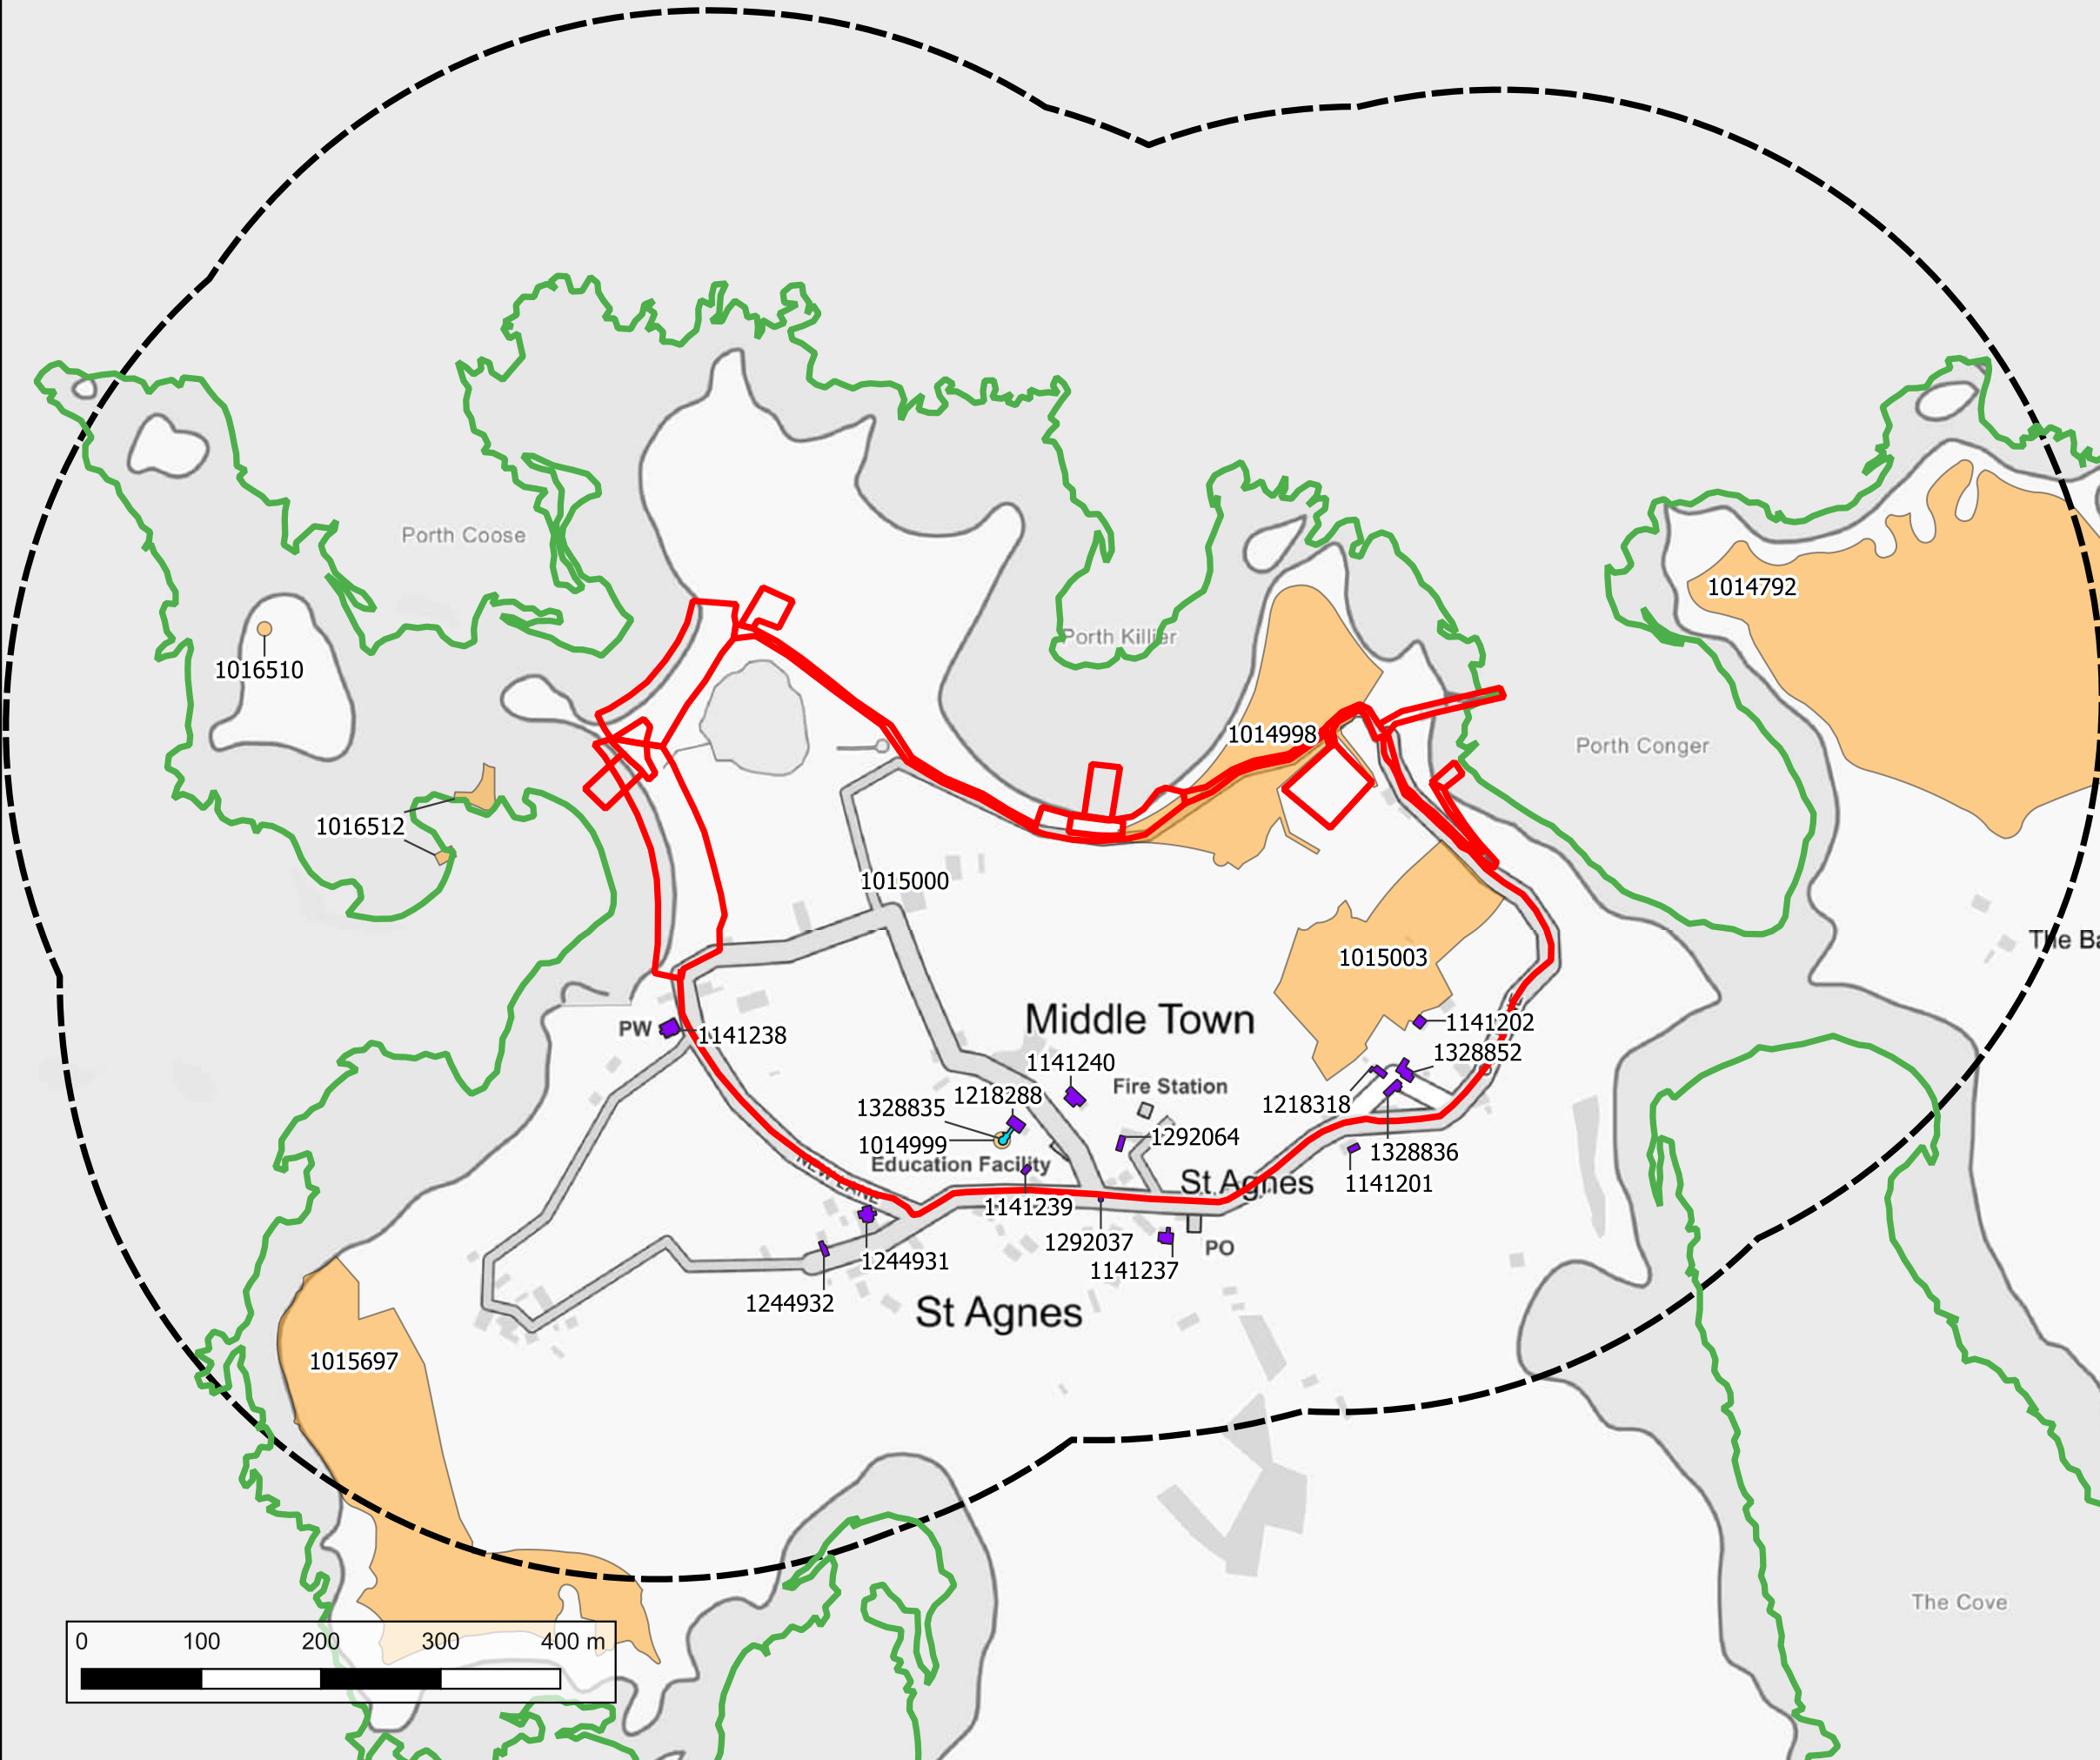 Porth Coose
1014792
Porth Killier
1016510
1014998
Porth Conger
1016512
1015000
The Ba
1015003
Middle Town
PW
1141238
1141202
1328852
1141240
Fire Station
1218288
1328835
1218318
1292064
1014999
1328836
Education Facility
NEW LANE
St Agnes
1141201
1141239
1292037
PO
1244931
1141237
1244932
St Agnes
1015697
The Cove
0 100 200 300 400 m